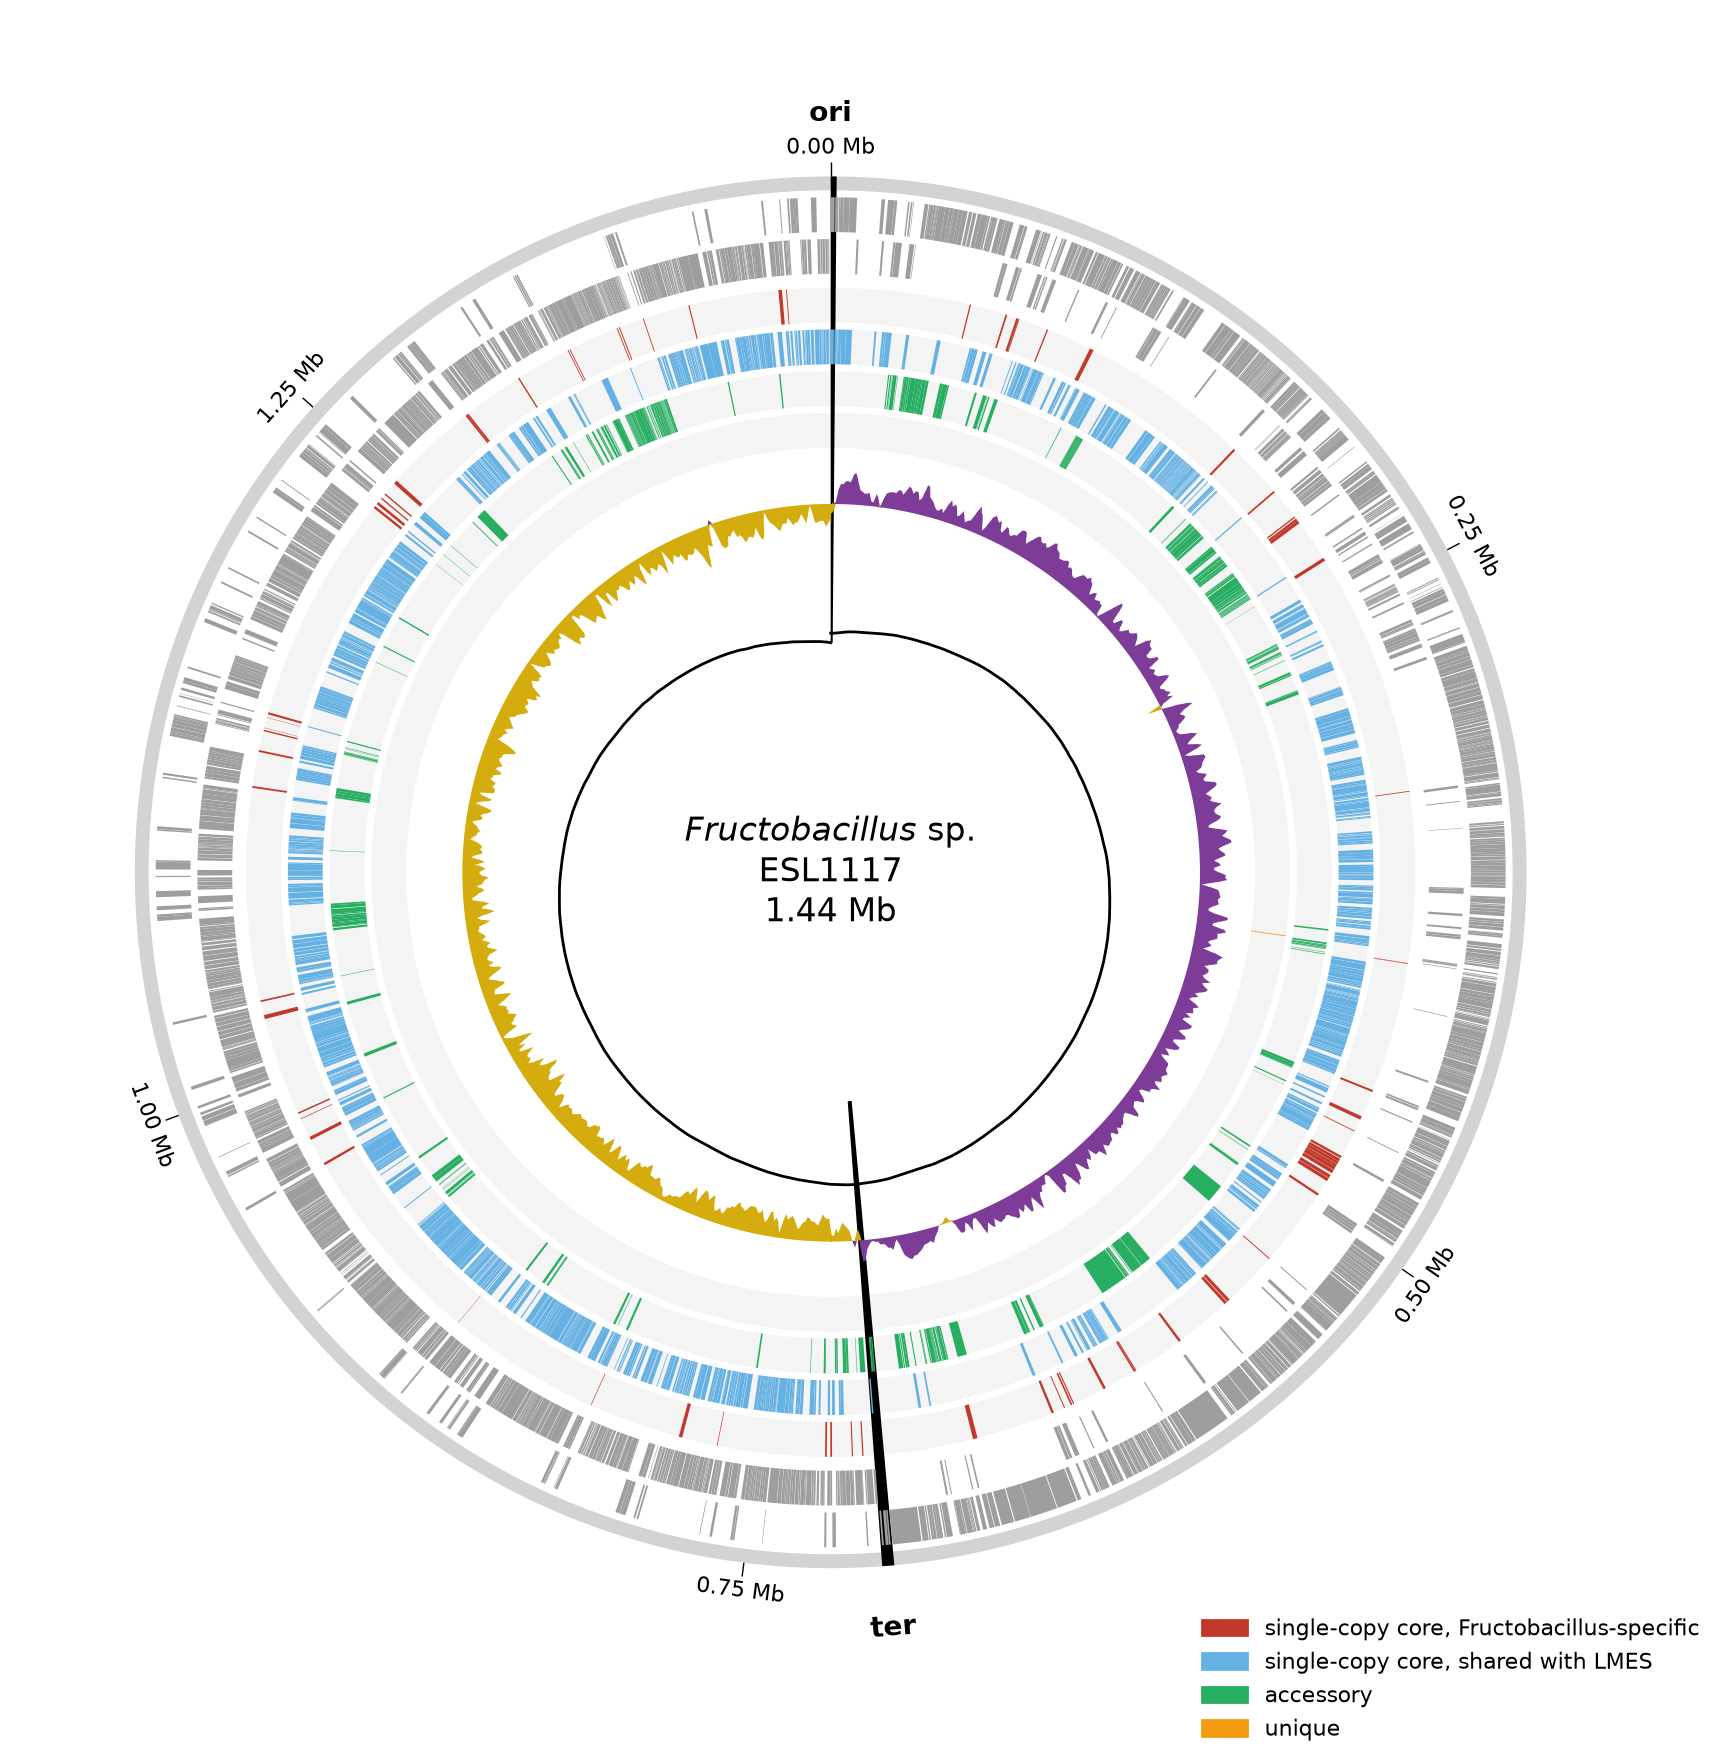 ori
0.00 Mb
0.25 Mb
0.50 Mb
0.75 Mb
1.00 Mb
1.25 Mb
Fructobacillus sp.
ESL1117
1.44 Mb
ter
single-copy core, Fructobacillus-specific
single-copy core, shared with LMES
accessory
unique